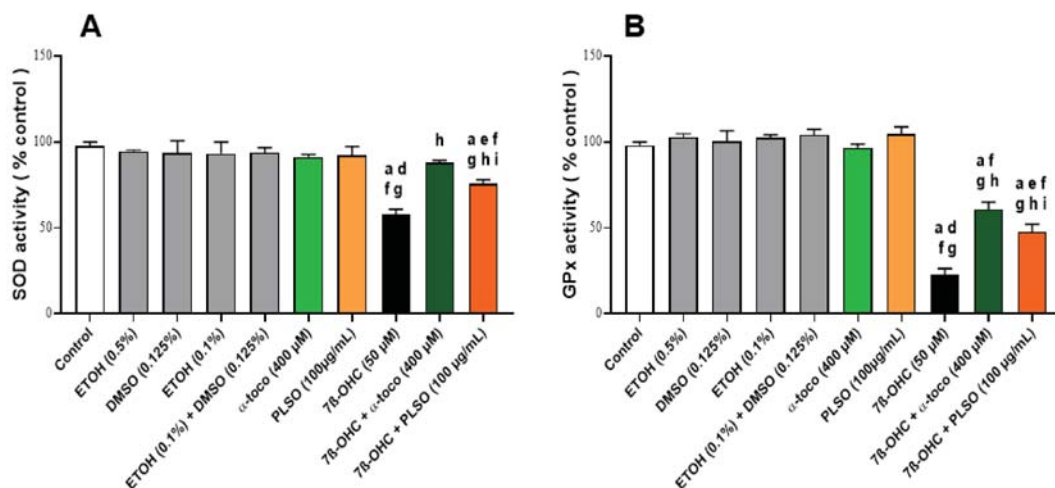 A
SOD activity ( % control )
150
100
50
0
h
a d
f g
a e f
g h i
Control
ETOH (0.5%)
DMSO (0.125%)
ETOH (0.1%)
ETOH (0.1%) + DMSO (0.125%)
α-toco (400 µM)
PLSO (100µg/mL)
7ß-OHC (50 µM)
7ß-OHC + α-toco (400 µM)
7ß-OHC + PLSO (100 µg/mL)
B
GPx activity ( % control )
150
100
50
0
a d
f g
a f
g h
a e f
g h i
Control
ETOH (0.5%)
DMSO (0.125%)
ETOH (0.1%)
ETOH (0.1%) + DMSO (0.125%)
α-toco (400 µM)
PLSO (100µg/mL)
7ß-OHC (50 µM)
7ß-OHC + α-toco (400 µM)
7ß-OHC + PLSO (100 µg/mL)